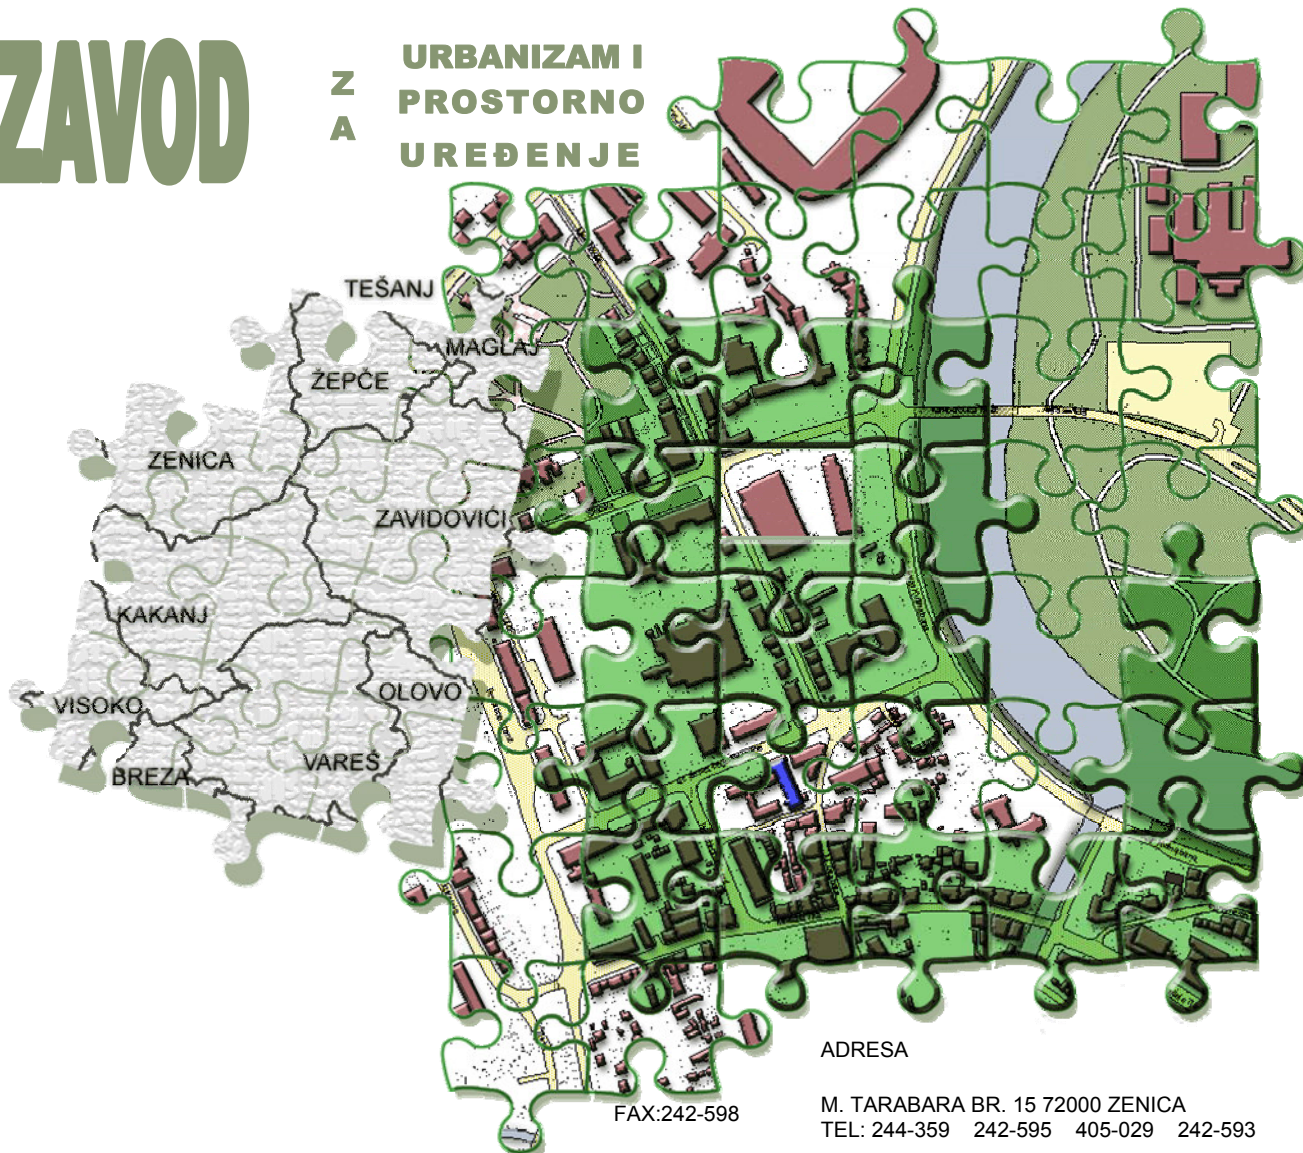 ZAVOD
Z
A
URBANIZAM I
PROSTORNO
UREĐENJE
TEŠANJ
MAGLAJ
ŽEPČE
ZENICA
ZAVIDOVIĆI
KAKANJ
OLOVO
VISOKO
VAREŠ
BREZA
ADRESA
FAX:242-598
M. TARABARA BR. 15 72000 ZENICA
TEL: 244-359 242-595 405-029 242-593